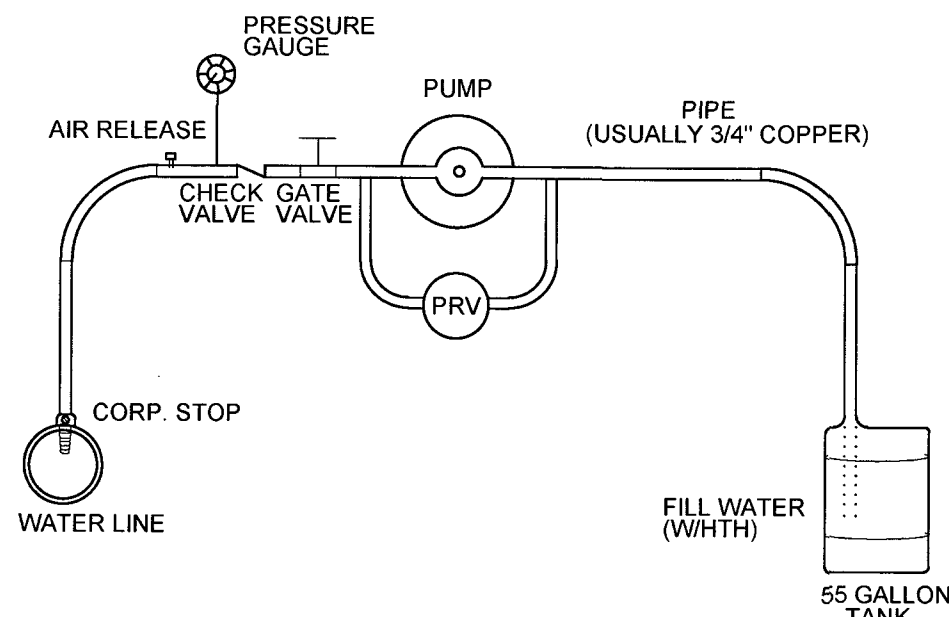 PRESSURE
GAUGE
PUMP
PIPE
(USUALLY 3/4" COPPER)
AIR RELEASE
CHECK
VALVE
GATE
VALVE
PRV
CORP. STOP
WATER LINE
FILL WATER
(W/HTH)
55 GALLON
TANK